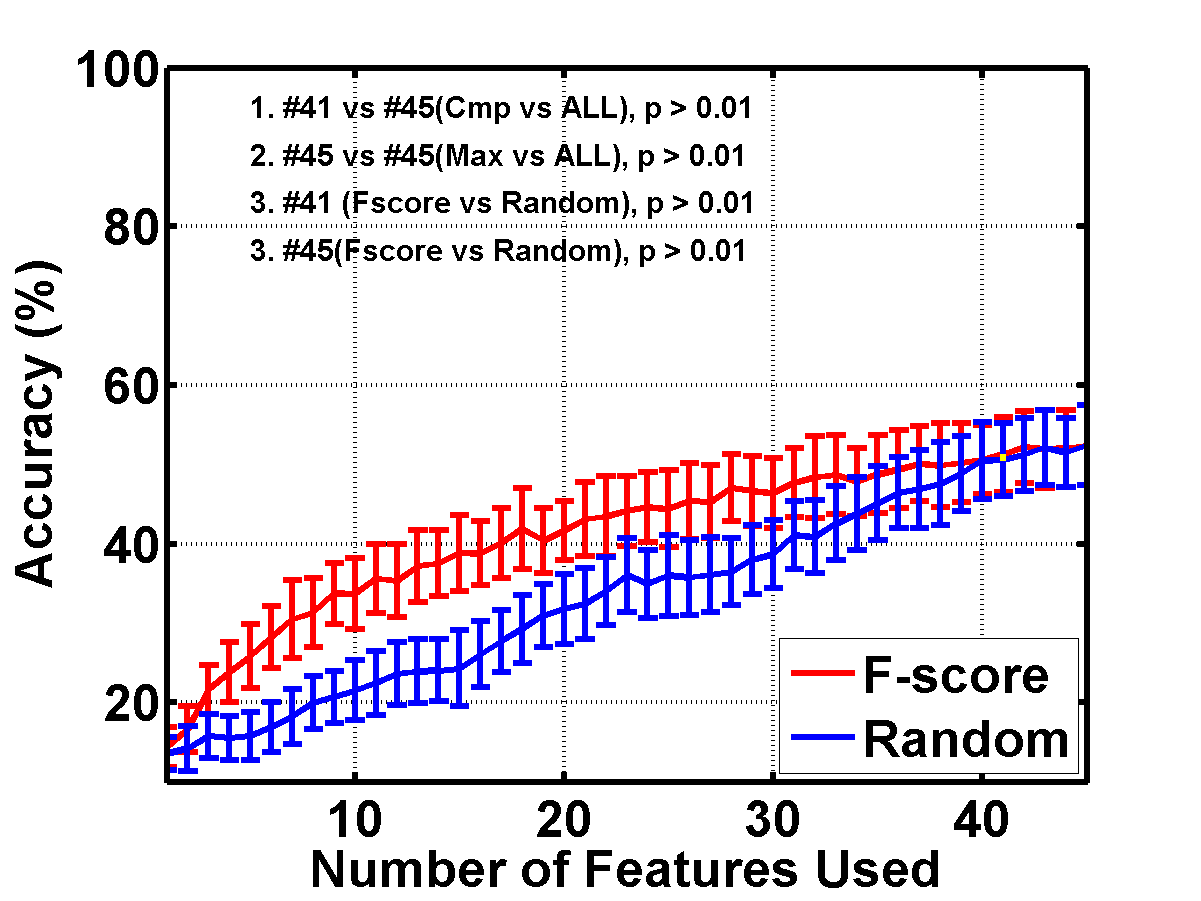 100
80
60
40
20
1. #41 vs #45(Cmp vs ALL), p > 0.01
2. #45 vs #45(Max vs ALL), p > 0.01
3. #41 (Fscore vs Random), p > 0.01
3. #45(Fscore vs Random), p > 0.01
Accuracy (%)
F-score
Random
10 20 30 40
Number of Features Used